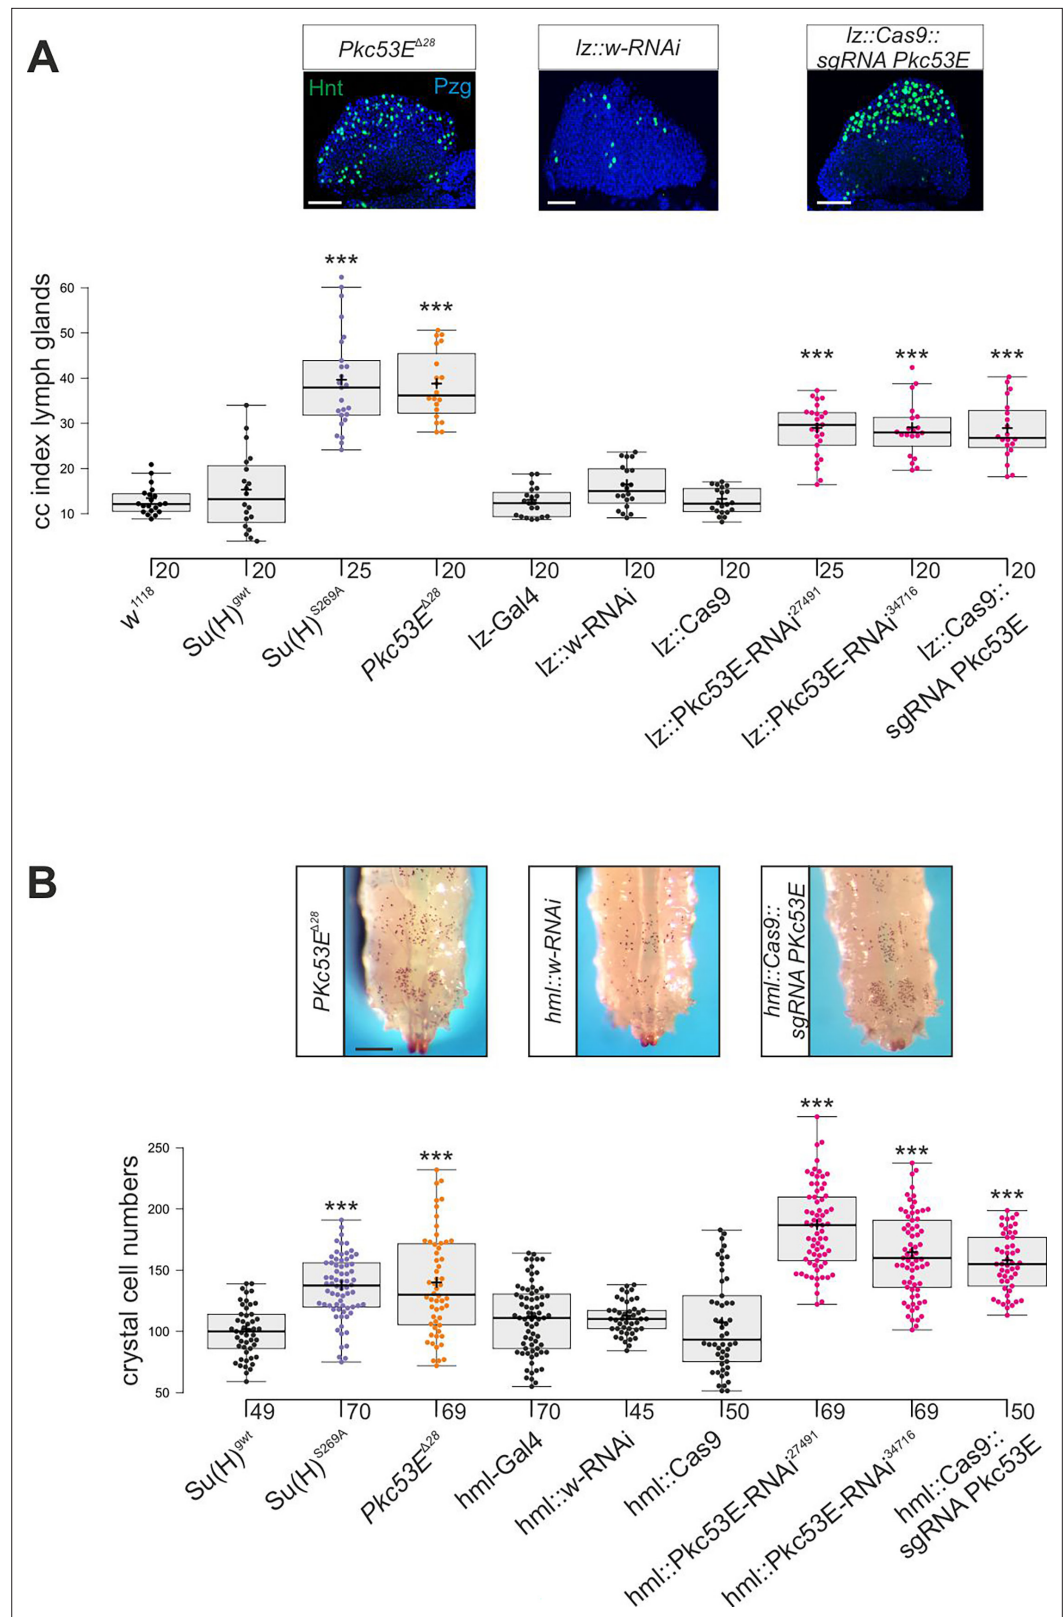 A
Pkc53E^Δ28
lz::w-RNAi
lz::Cas9::
sgRNA Pkc53E
Hnt
Pzg
***
***
***
***
***
cc index lymph glands
60
50
40
30
20
10
20
20
25
20
20
20
20
25
20
20
w^1118
Su(H)^gwt
Su(H)^S269A
Pkc53E^Δ28
lz-Gal4
lz::w-RNAi
lz::Cas9
lz::Pkc53E-RNAi^27491
lz::Pkc53E-RNAi^34716
lz::Cas9::
sgRNA Pkc53E
B
PKc53E^Δ28
hml::w-RNAi
hml::Cas9::
sgRNA PKc53E
***
***
***
***
***
crystal cell numbers
250
200
150
100
50
49
70
69
70
45
50
69
69
50
Su(H)^gwt
Su(H)^S269A
Pkc53E^Δ28
hml-Gal4
hml::w-RNAi
hml::Cas9
hml::Pkc53E-RNAi^27491
hml::Pkc53E-RNAi^34716
hml::Cas9::
sgRNA Pkc53E